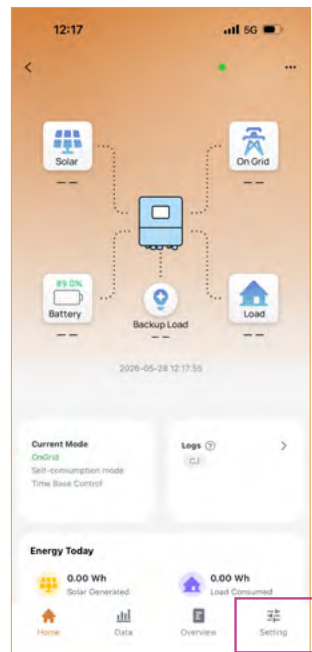 12:17 5G
Solar On Grid
-- --
89.0%
Battery Backup Load Load
-- -- --
2026-05-28 12:17:55
Current Mode Logs ?
OnGrid CJ
Self-consumption mode
Time Base Control
Energy Today
0.00 Wh 0.00 Wh
Solar Generated Load Consumed
Home Data Overview Setting